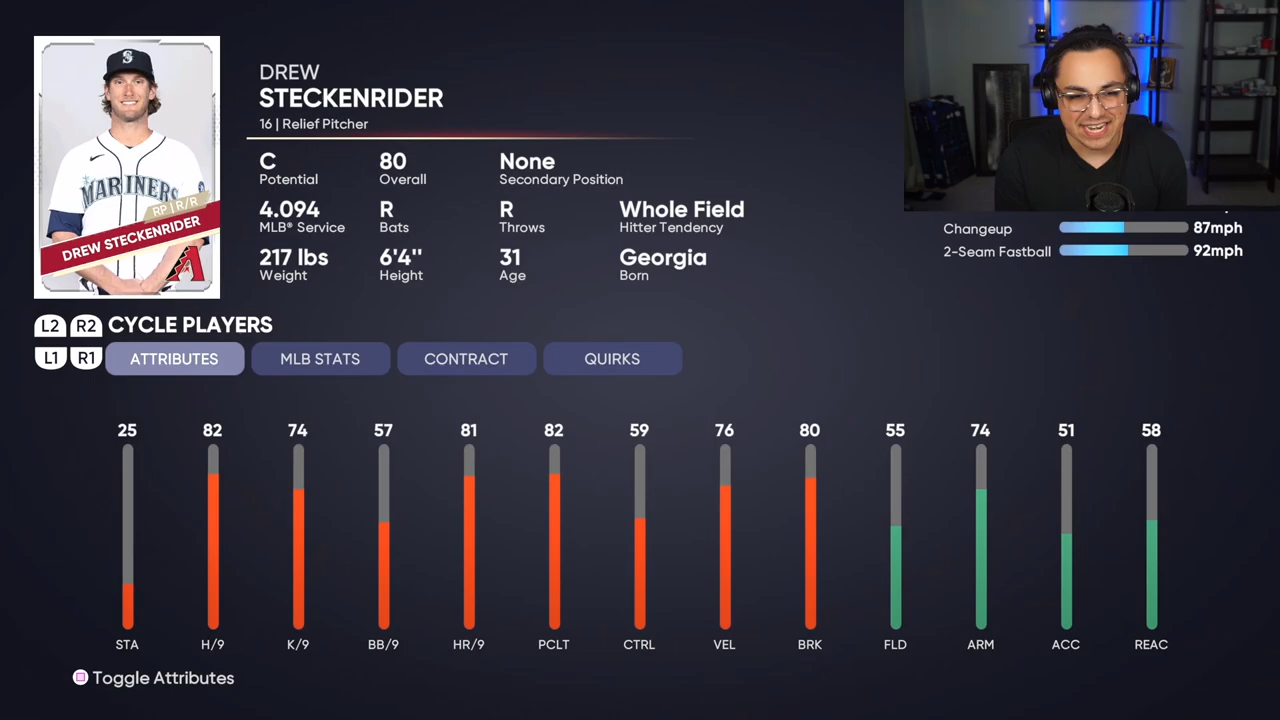 DREW
STECKENRIDER
16 | Relief Pitcher
C 80 None
Potential Overall Secondary Position
4.094 R R Whole Field
MLB® Service Bats Throws Hitter Tendency
217 lbs 6'4'' 31 Georgia
Weight Height Age Born
S
MARINERS
RP | R/R
DREW STECKENRIDER
A
Changeup 87mph
2-Seam Fastball 92mph
L2 R2 CYCLE PLAYERS
L1 R1 ATTRIBUTES MLB STATS CONTRACT QUIRKS
25 82 74 57 81 82 59 76 80 55 74 51 58
STA H/9 K/9 BB/9 HR/9 PCLT CTRL VEL BRK FLD ARM ACC REAC
Toggle Attributes